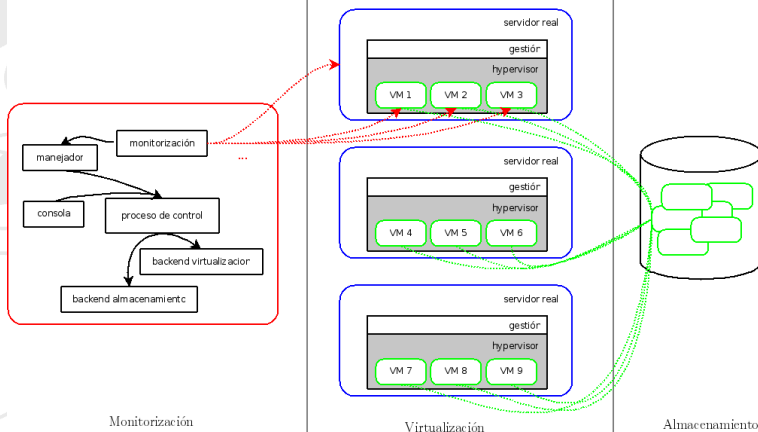 monitorización
manejador
...
consola
proceso de control
backend virtualizacior
backend almacenamientc
Monitorización
servidor real
gestiór
hypervisor
VM 1
VM 2
VM 3
servidor real
gestiór
hypervisor
VM 4
VM 5
VM 6
servidor real
gestiór
hypervisor
VM 7
VM 8
VM 9
Virtualización
Almacenamiento